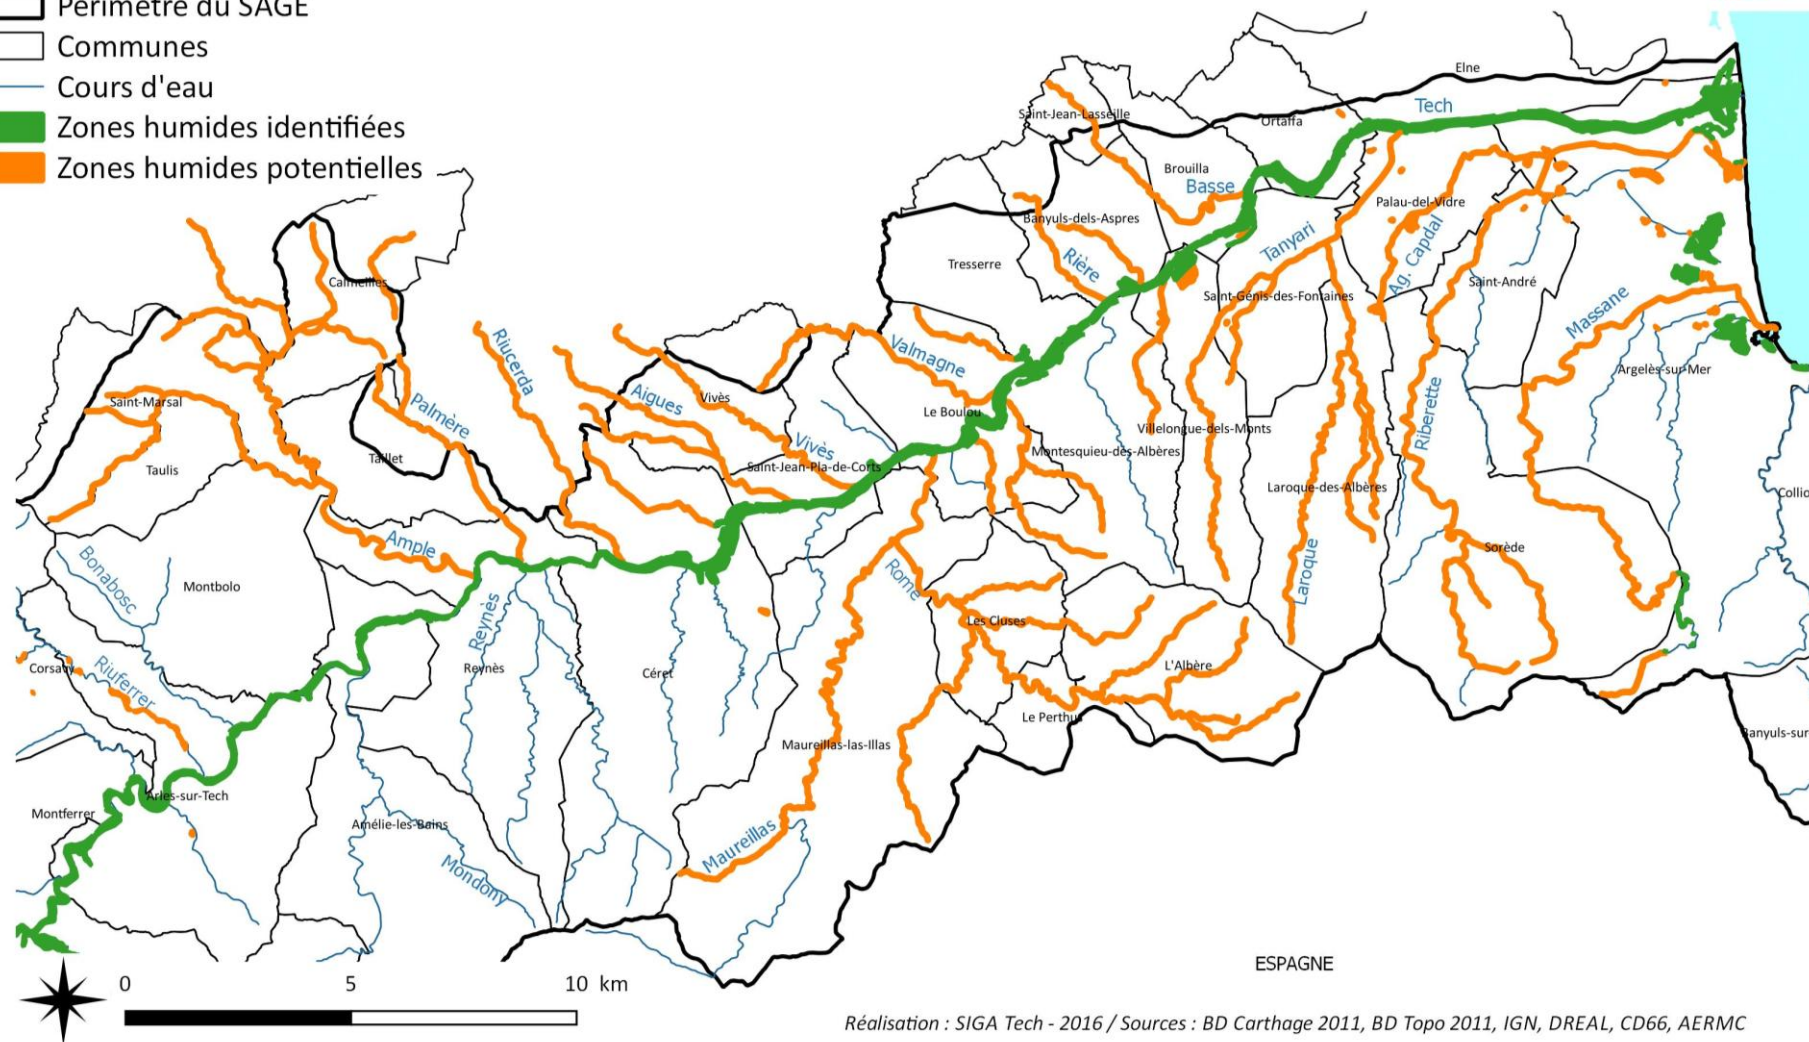 Périmètre du SAGE
Communes
Cours d'eau
Zones humides identifiées
Zones humides potentielles
Elne
Tech
Saint-Jean-Lasseille
Ortaffa
Brouilla
Basse
Palau-del-Vidre
Banyuls-dels-Aspres
Tanyari
Ag. Capdal
Tresserre
Rière
Calmeilles
Saint-Génis-des-Fontaines
Saint-André
Massane
Riucerda
Valmagne
Argelès-sur-Mer
Saint-Marsal
Palmère
Aigues
Vivès
Le Boulou
Riberette
Villelongue-dels-Monts
Vivès
Montesquieu-des-Albères
Taillet
Taulis
Saint-Jean-Pla-de-Corts
Laroque-des-Albères
Ample
Sorède
Bonabosc
Montbolo
Rome
Laroque
Reynès
Les Cluses
Corsavy
Riuferrer
Reynès
Céret
L'Albère
Le Perthus
Maureillas-las-Illas
Arles-sur-Tech
Montferrer
Amélie-les-Bains
Maureillas
Mondony
ESPAGNE
0 5 10 km
Réalisation : SIGA Tech - 2016 / Sources : BD Carthage 2011, BD Topo 2011, IGN, DREAL, CD66, AERMC